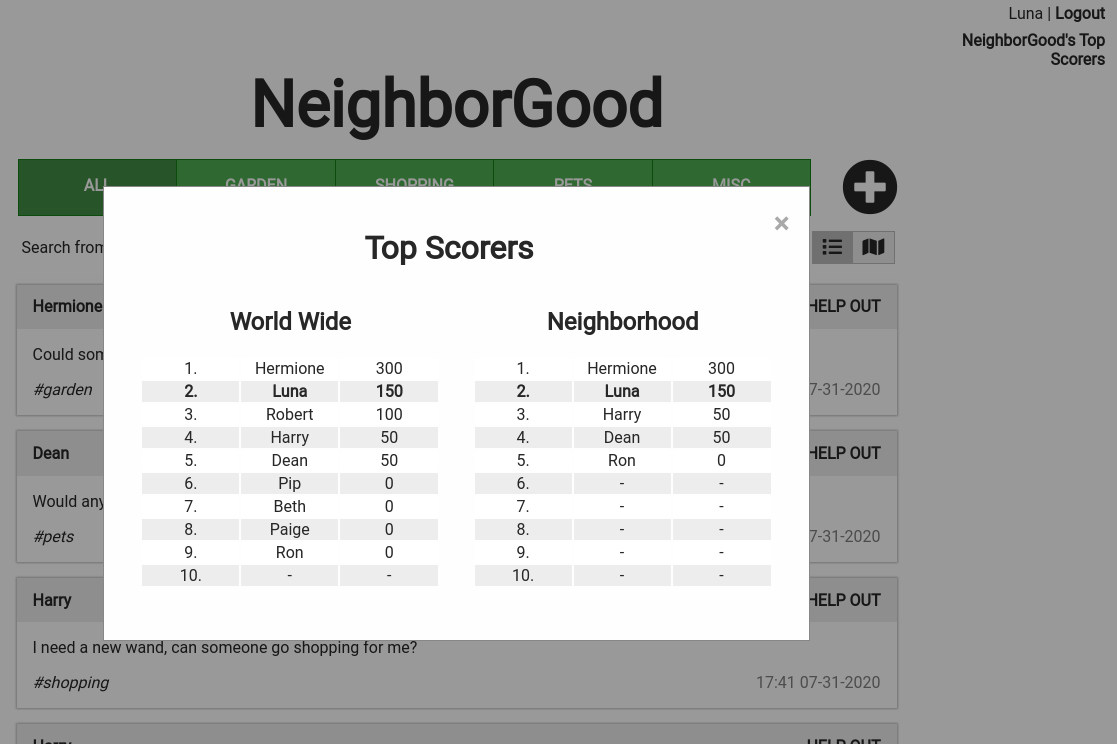 Luna | Logout
NeighborGood's Top
Scorers
NeighborGood
ALL GARDEN SHOPPING PETS MISC
Search from
×
Top Scorers
World Wide
1. Hermione 300
2. Luna 150
3. Robert 100
4. Harry 50
5. Dean 50
6. Pip 0
7. Beth 0
8. Paige 0
9. Ron 0
10. - -
Neighborhood
1. Hermione 300
2. Luna 150
3. Harry 50
4. Dean 50
5. Ron 0
6. - -
7. - -
8. - -
9. - -
10. - -
Hermione HELP OUT
Could
#garden 07-31-2020
Dean HELP OUT
Would any
#pets 07-31-2020
Harry HELP OUT
I need a new wand, can someone go shopping for me?
#shopping 17:41 07-31-2020
Harry HELP OUT